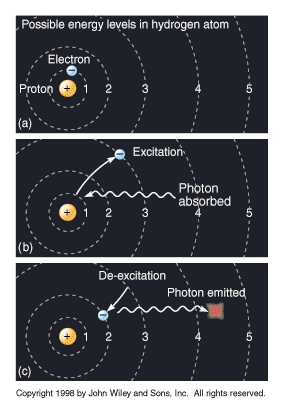 Possible energy levels in hydrogen atom
Electron
−
Proton + 1 2 3 4 5
(a)
− Excitation
Photon
absorbed
+ 1 2 3 4 5
(b)
De-excitation
Photon emitted
−
+ 1 2 3 4 5
(c)
Copyright 1998 by John Wiley and Sons, Inc. All rights reserved.